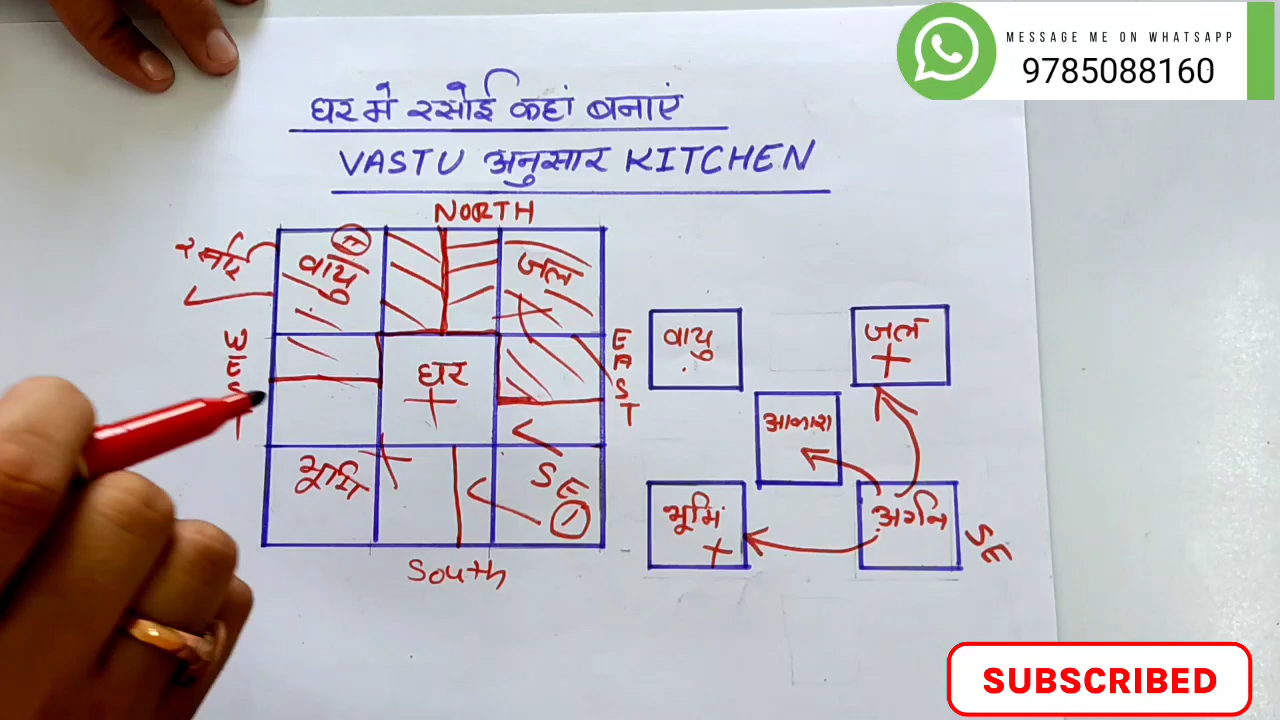 MESSAGE ME ON WHATSAPP
9785088160
घर मे रसोई कहां बनाएं
VASTU अनुसार KITCHEN
NORTH
वायु
जल
WEST
घर
EAST
भूमि
SE
1
South
वायु
जल
आकाश
भूमि
अग्नि
SE
SUBSCRIBED